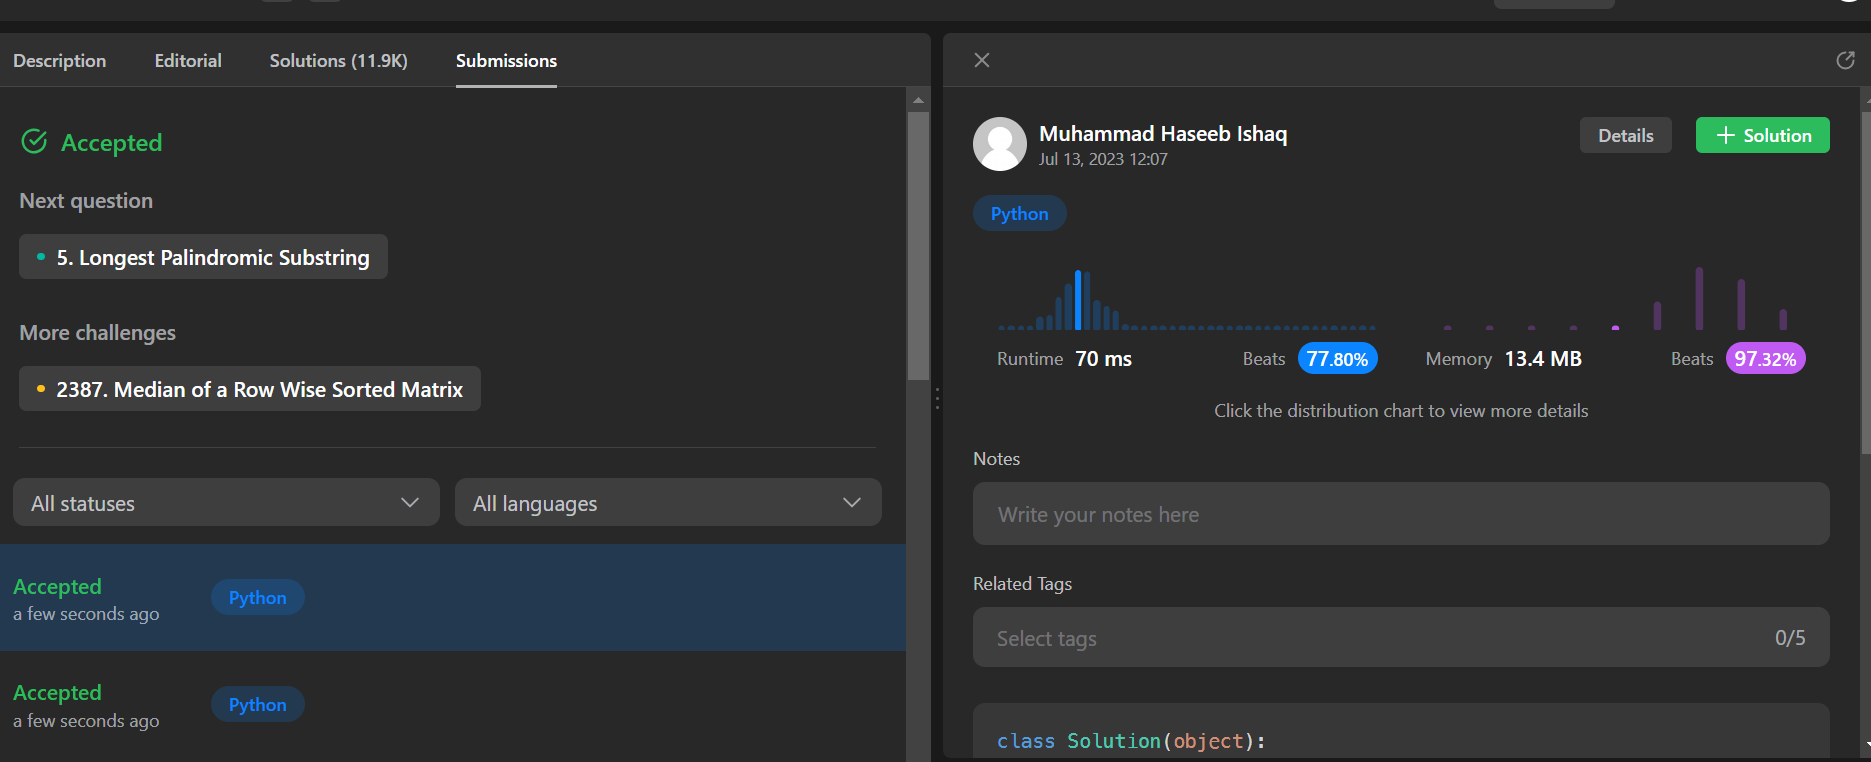 Description Editorial Solutions (11.9K) Submissions
Accepted
Next question
5. Longest Palindromic Substring
More challenges
2387. Median of a Row Wise Sorted Matrix
All statuses All languages
Accepted
a few seconds ago
Python
Accepted
a few seconds ago
Python
Muhammad Haseeb Ishaq
Jul 13, 2023 12:07
Details + Solution
Python
Runtime 70 ms Beats 77.80% Memory 13.4 MB Beats 97.32%
Click the distribution chart to view more details
Notes
Write your notes here
Related Tags
Select tags 0/5
class Solution(object):